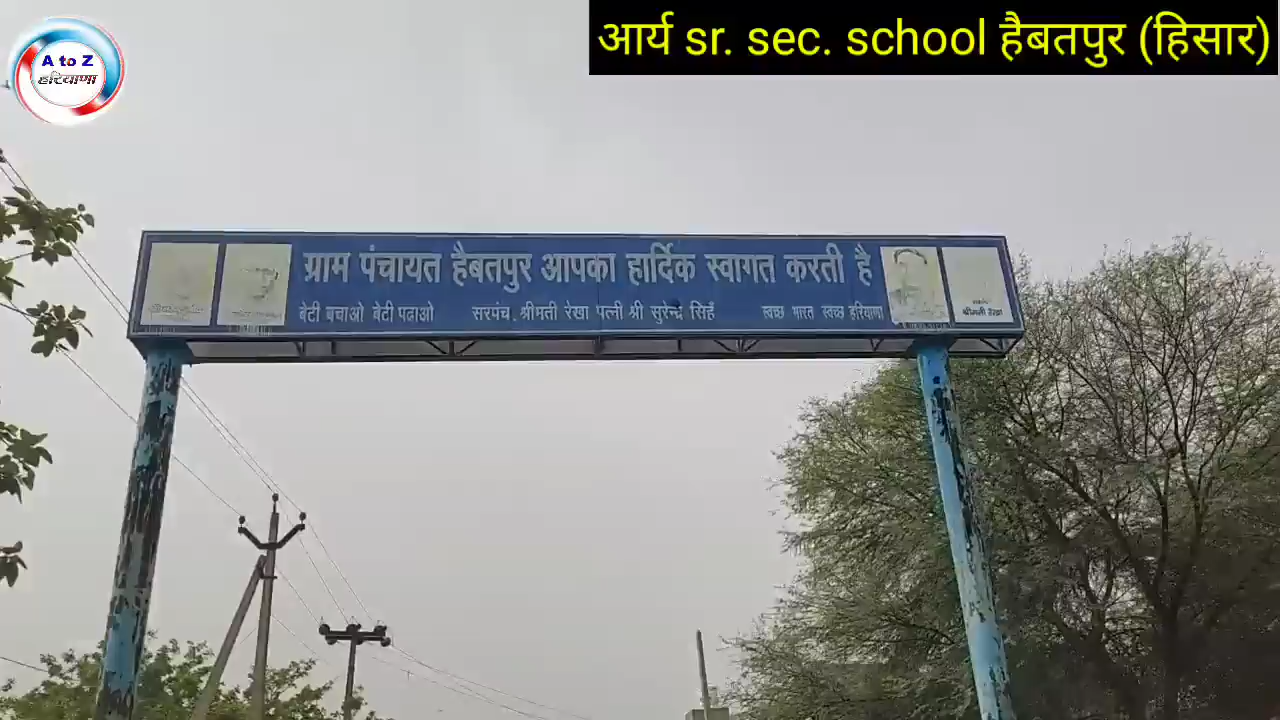 A to Z
हरियाणा
आर्य sr. sec. school हैबतपुर (हिसार)
ग्राम पंचायत हैबतपुर आपका हार्दिक स्वागत करती है
बेटी बचाओ बेटी पढाओ सरपंच श्रीमती रेखा पत्नी श्री सुरेन्द्र सिहँ स्वच्छ भारत स्वच्छ हरियाणा
श्रीमती रेखा